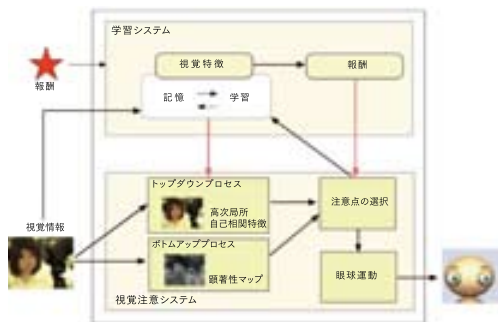 学習システム
視覚特徴
報酬
報酬
記憶 学習
トップダウンプロセス
高次局所
自己相関特徴
注意点の選択
視覚情報
ボトムアッププロセス
顕著性マップ
眼球運動
視覚注意システム